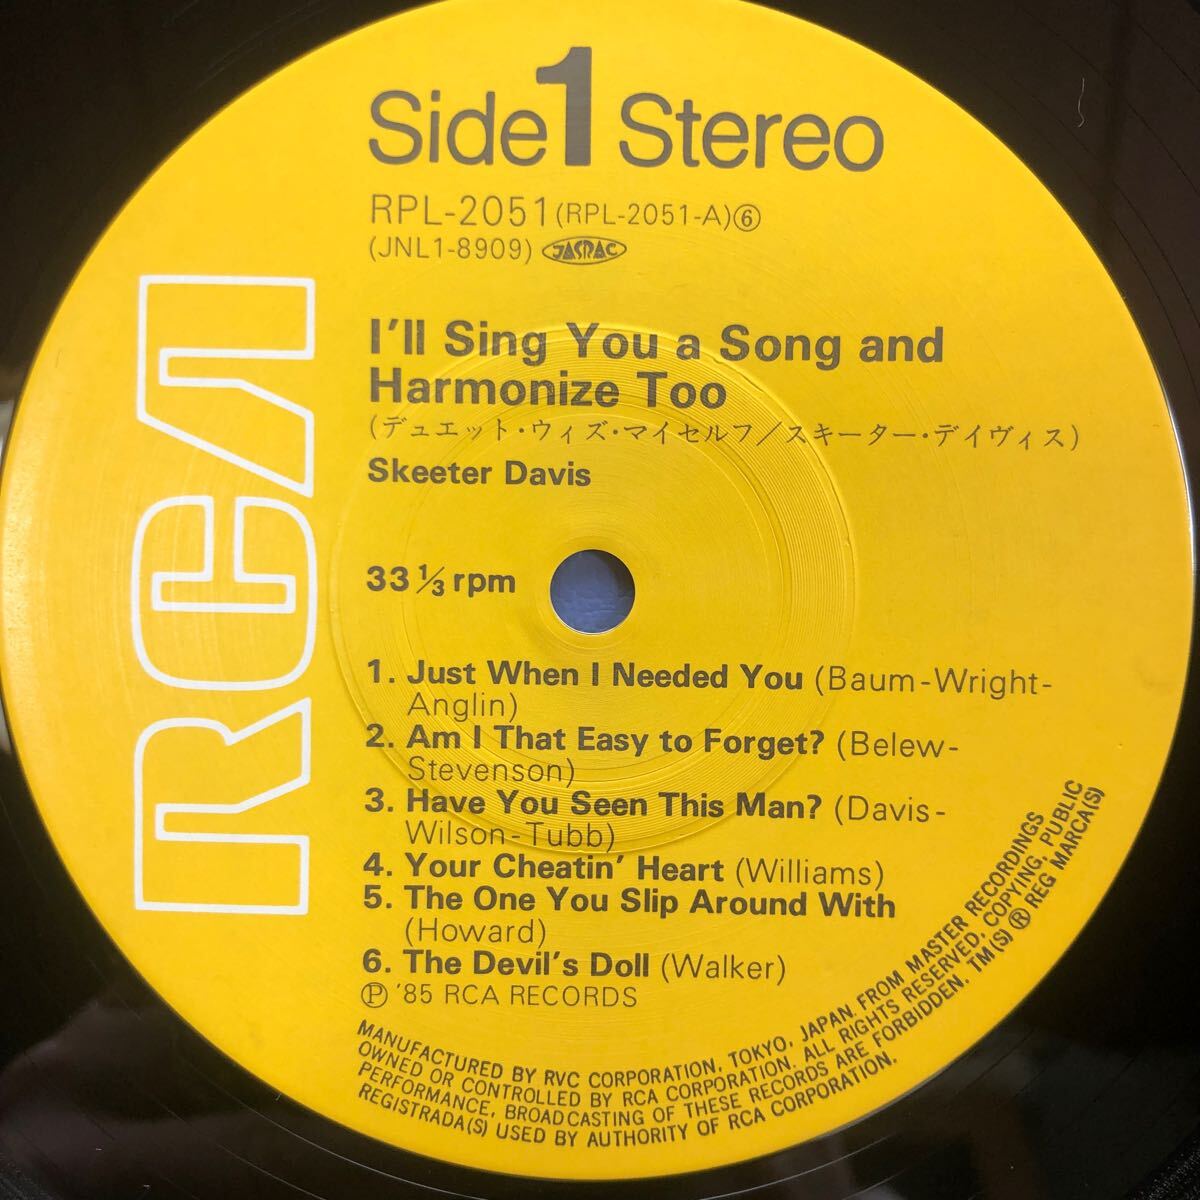 Side 1 Stereo
RPL-2051 (RPL-2051-A)⑥
(JNL1-8909) JASRAC
RCA
I'll Sing You a Song and
Harmonize Too
(デュエット・ウィズ・マイセルフ/スキーター・デイヴィス)
Skeeter Davis
33 1/3 rpm
1. Just When I Needed You (Baum-Wright-
Anglin)
2. Am I That Easy to Forget? (Belew-
Stevenson)
3. Have You Seen This Man? (Davis-
Wilson-Tubb)
4. Your Cheatin' Heart (Williams)
5. The One You Slip Around With
(Howard)
6. The Devil's Doll (Walker)
Ⓟ '85 RCA RECORDS
MANUFACTURED BY RVC CORPORATION, TOKYO, JAPAN. FROM MASTER RECORDINGS
OWNED OR CONTROLLED BY RCA CORPORATION. ALL RIGHTS RESERVED, COPYING, PUBLIC
PERFORMANCE, BROADCASTING OF THESE RECORDS ARE FORBIDDEN. TM(S) ® REG MARCA(S)
REGISTRADA(S) USED BY AUTHORITY OF RCA CORPORATION.